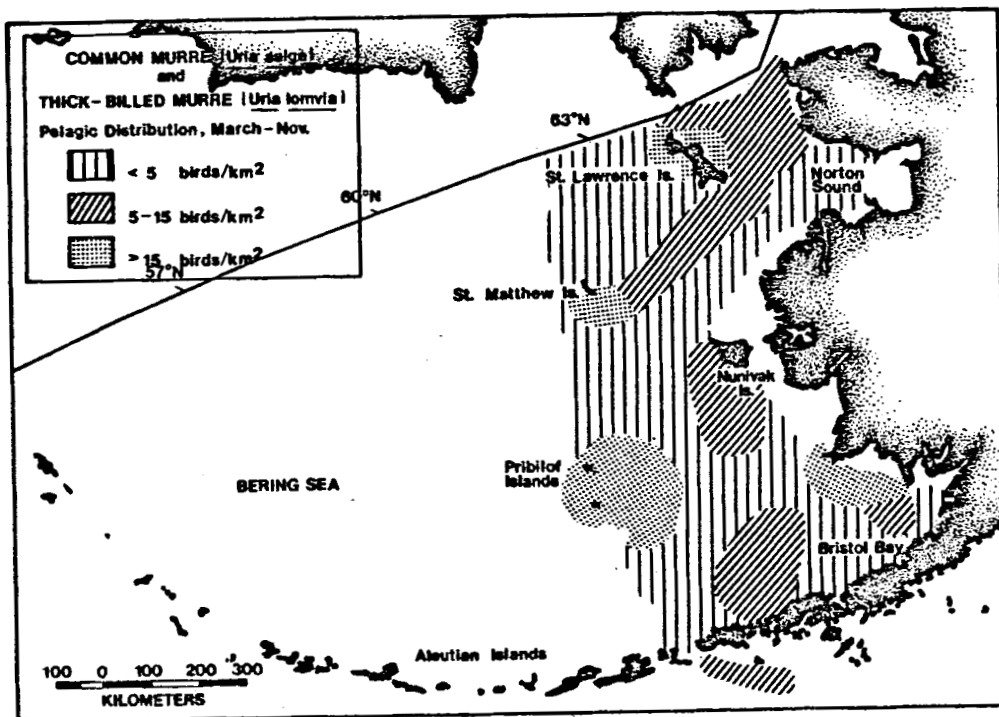 COMMON MURRE (Uria aalge)
and
THICK-BILLED MURRE (Uria lomvia)
Pelagic Distribution, March-Nov.
< 5 birds/km²
5-15 birds/km²
> 15 birds/km²
57°N
60°N
63°N
St. Lawrence Is.
Norton
Sound
St. Matthew Is.
Nunivak
Is.
Pribilof
Islands
BERING SEA
Bristol Bay
Aleutian Islands
100 0 100 200 300
KILOMETERS